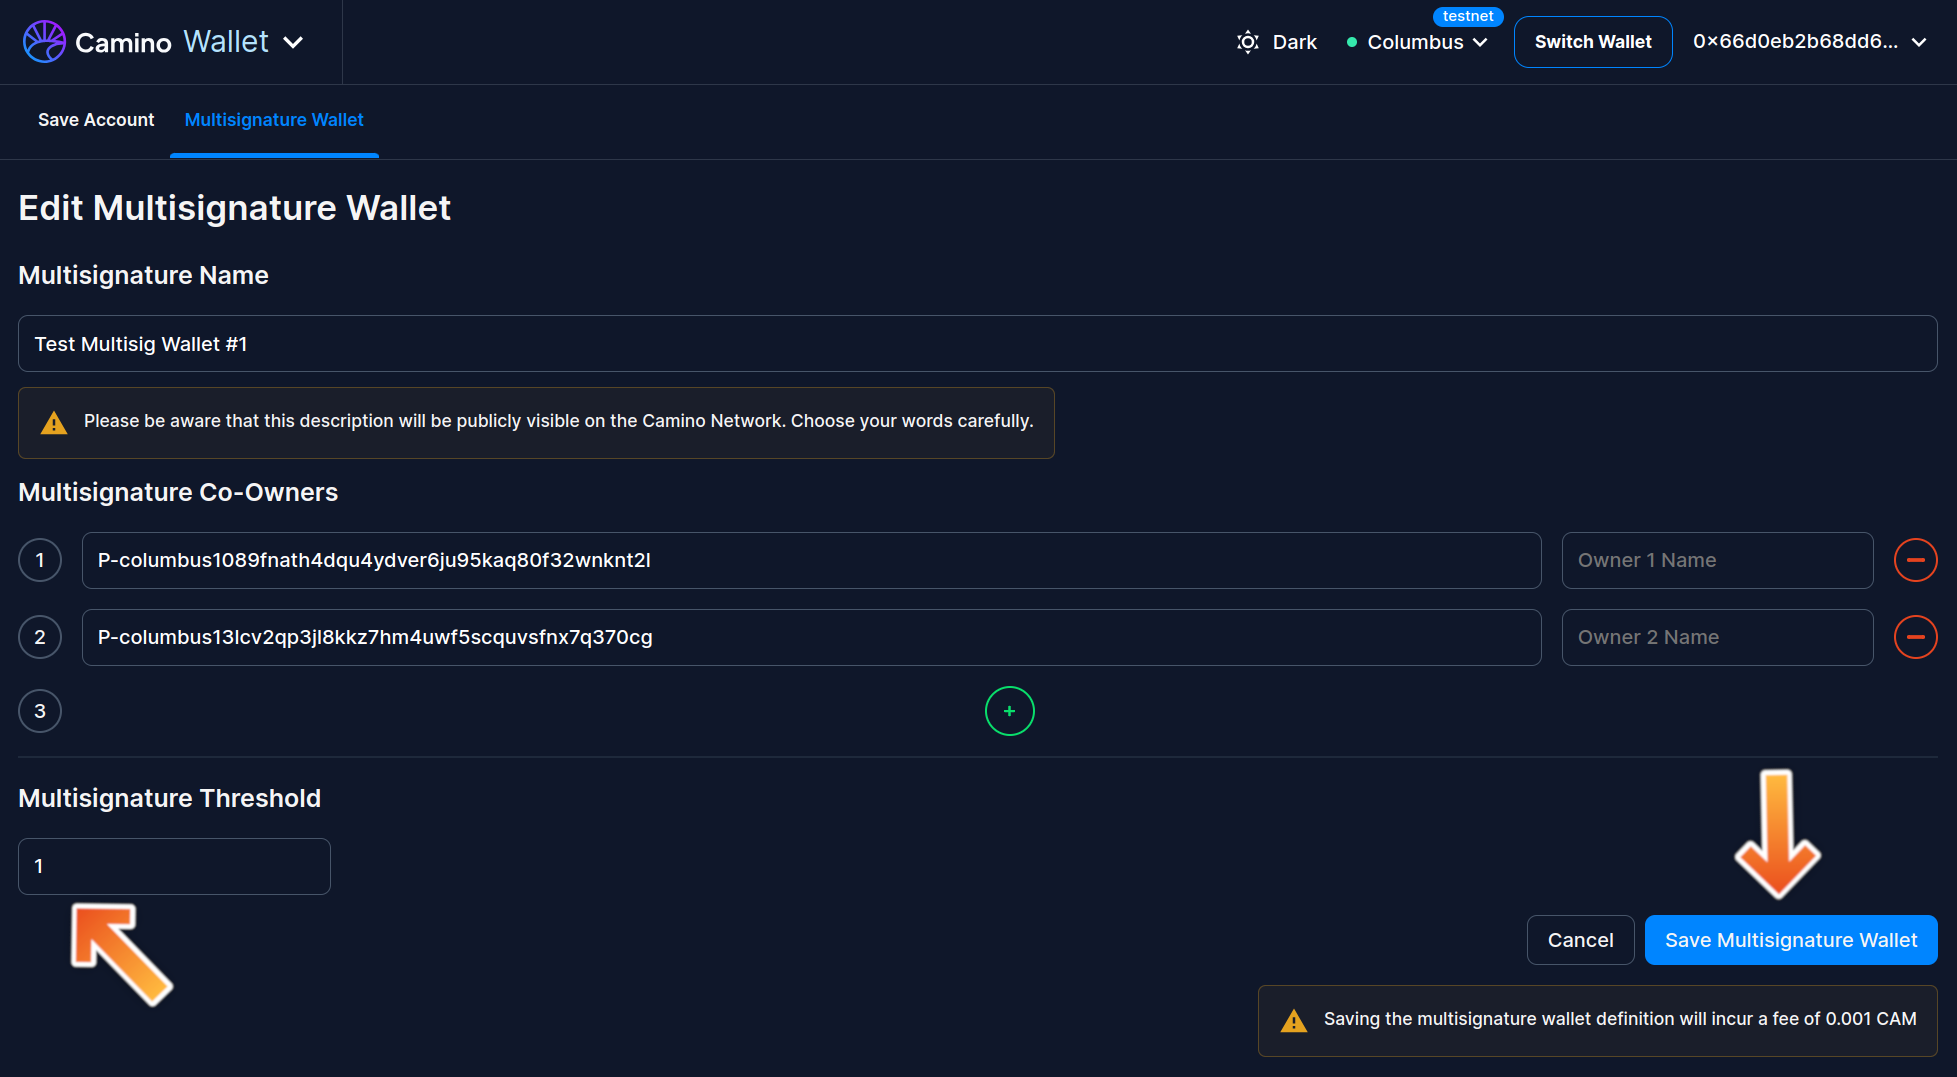 Camino Wallet
Dark
Columbus
testnet
Switch Wallet
0x66d0eb2b68dd6...
Save Account
Multisignature Wallet
Edit Multisignature Wallet
Multisignature Name
Test Multisig Wallet #1
Please be aware that this description will be publicly visible on the Camino Network. Choose your words carefully.
Multisignature Co-Owners
1
P-columbus1089fnath4dqu4ydver6ju95kaq80f32wnknt2l
Owner 1 Name
2
P-columbus13lcv2qp3jl8kkz7hm4uwf5scquvsfnx7q370cg
Owner 2 Name
3
+
Multisignature Threshold
1
Cancel
Save Multisignature Wallet
Saving the multisignature wallet definition will incur a fee of 0.001 CAM